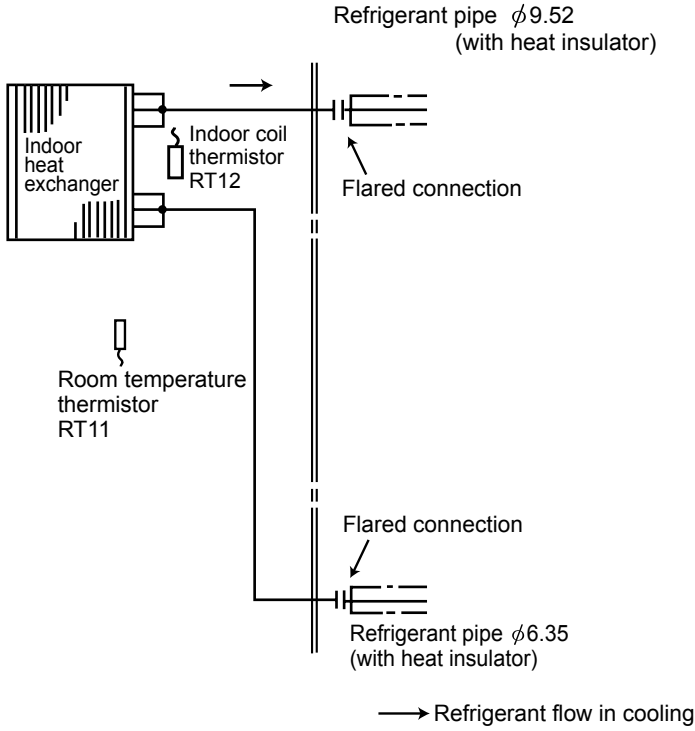 Refrigerant pipe ϕ9.52
(with heat insulator)
Indoor
heat
exchanger
Indoor coil
thermistor
RT12
Flared connection
Room temperature
thermistor
RT11
Flared connection
Refrigerant pipe ϕ6.35
(with heat insulator)
Refrigerant flow in cooling